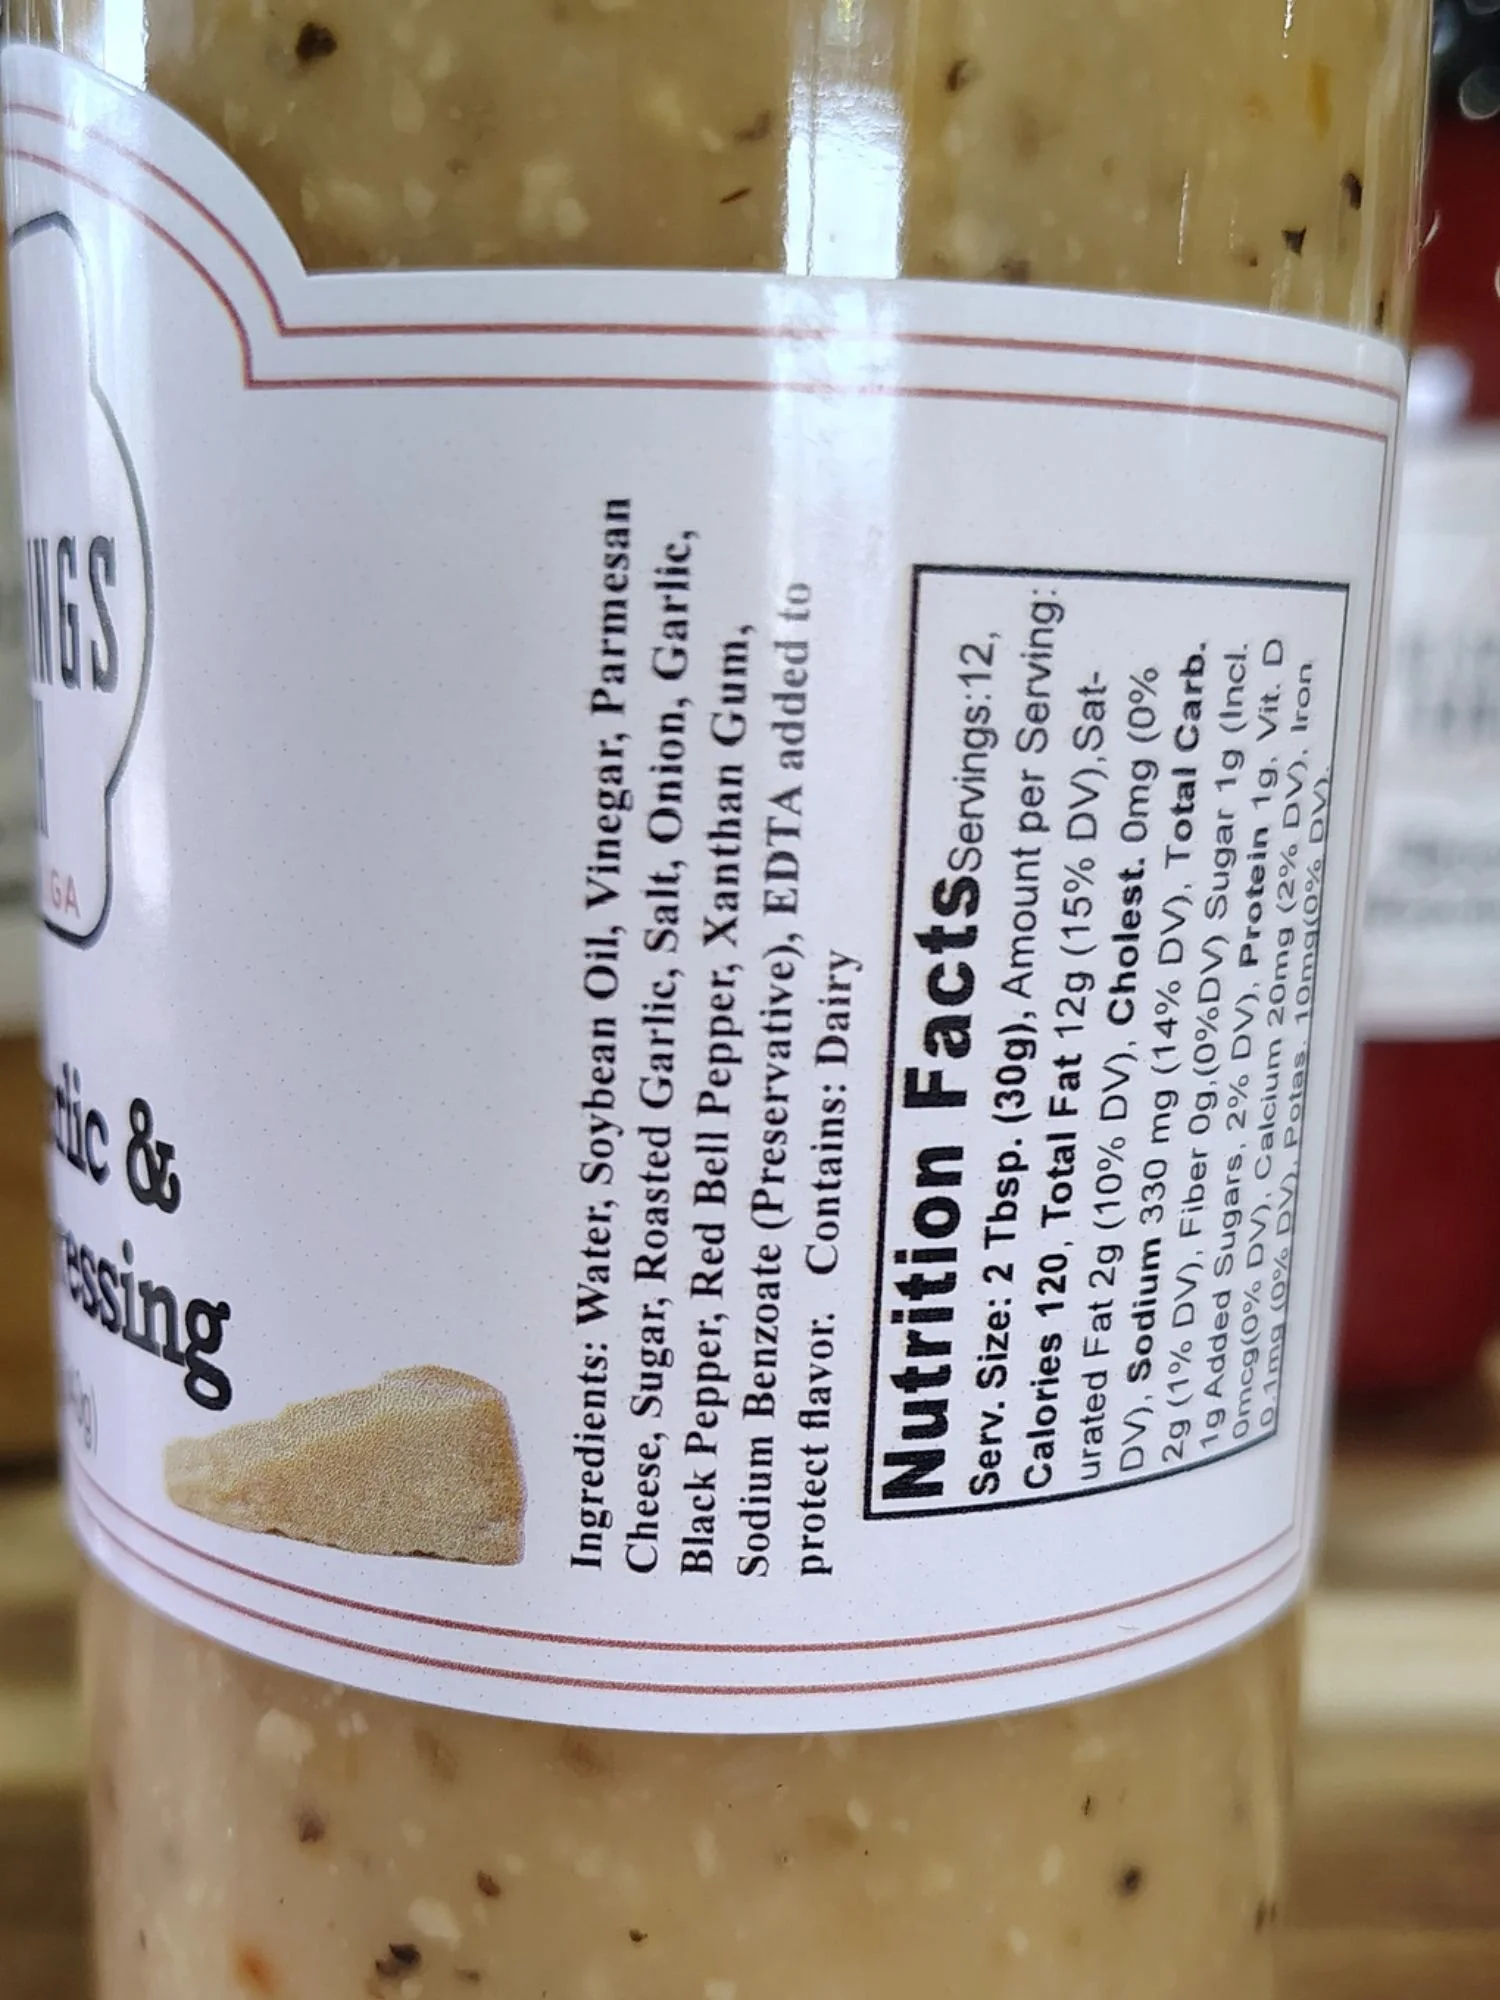 NGS
GA
&
Ingredients: Water, Soybean Oil, Vinegar, Parmesan
Cheese, Sugar, Roasted Garlic, Salt, Onion, Garlic,
Black Pepper, Red Bell Pepper, Xanthan Gum,
Sodium Benzoate (Preservative), EDTA added to
protect flavor. Contains: Dairy
Nutrition Facts Servings:12,
Serv. Size: 2 Tbsp. (30g), Amount per Serving:
Calories 120, Total Fat 12g (15% DV),Sat-
urated Fat 2g (10% DV), Cholest. 0mg (0%
DV), Sodium 330 mg (14% DV), Total Carb.
2g (1% DV), Fiber 0g,(0%DV) Sugar 1g (Incl.
1g Added Sugars, 2% DV), Protein 1g, Vit. D
0mcg(0% DV), Calcium 20mg (2% DV), Iron
0.1mg (0% DV), Potas. 10mg(0% DV).